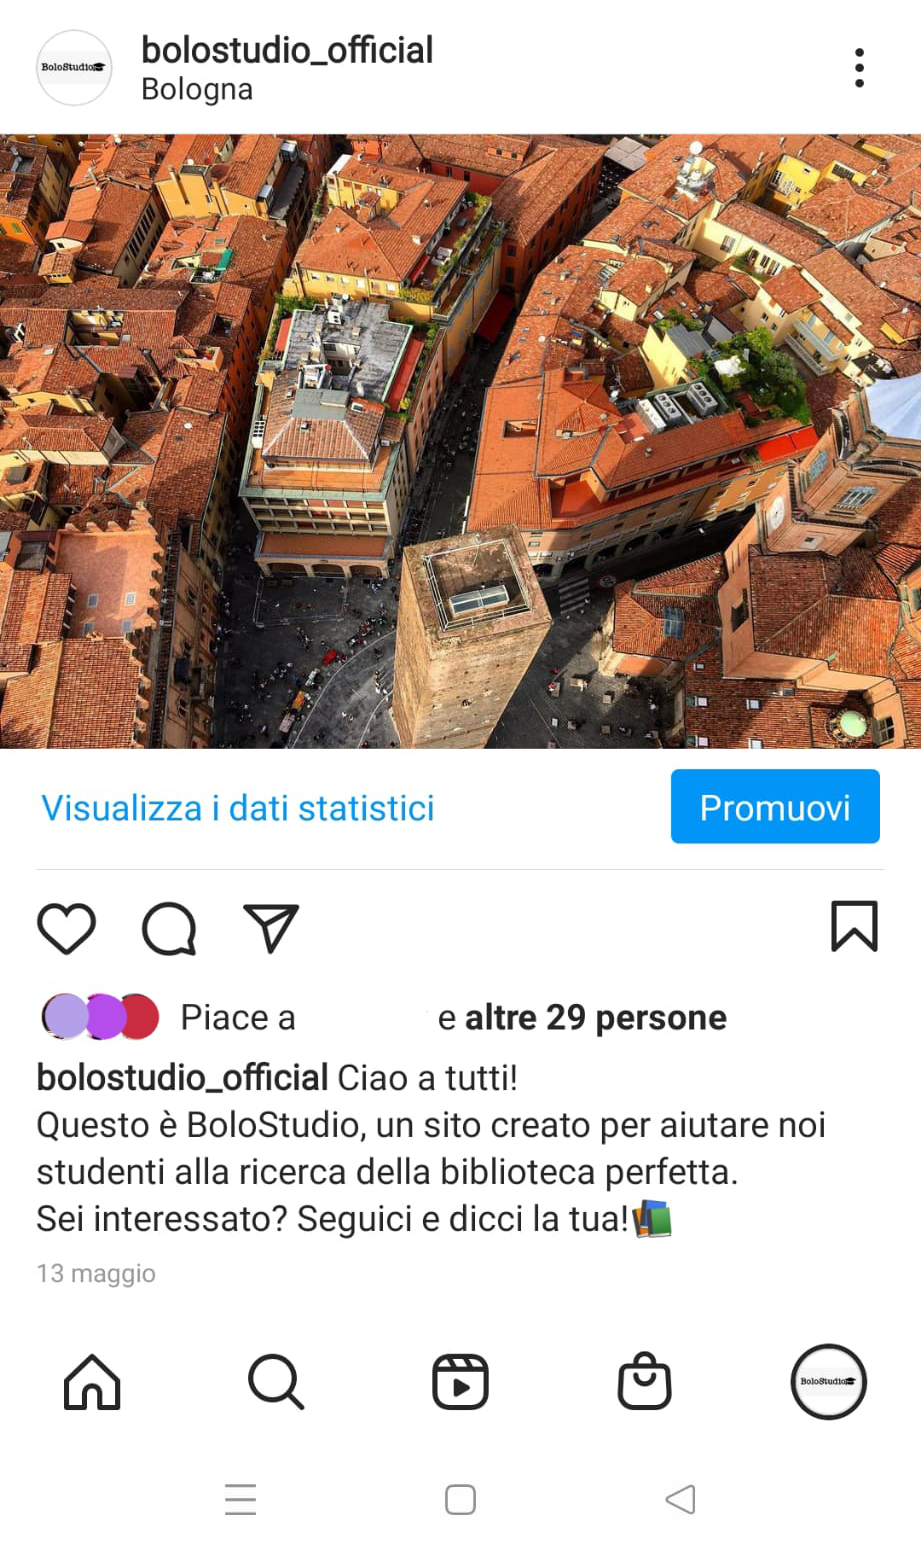 BoloStudio
bolostudio_official
Bologna
Visualizza i dati statistici
Promuovi
Piace a e altre 29 persone
bolostudio_official Ciao a tutti!
Questo è BoloStudio, un sito creato per aiutare noi
studenti alla ricerca della biblioteca perfetta.
Sei interessato? Seguici e dicci la tua!📚
13 maggio
BoloStudio